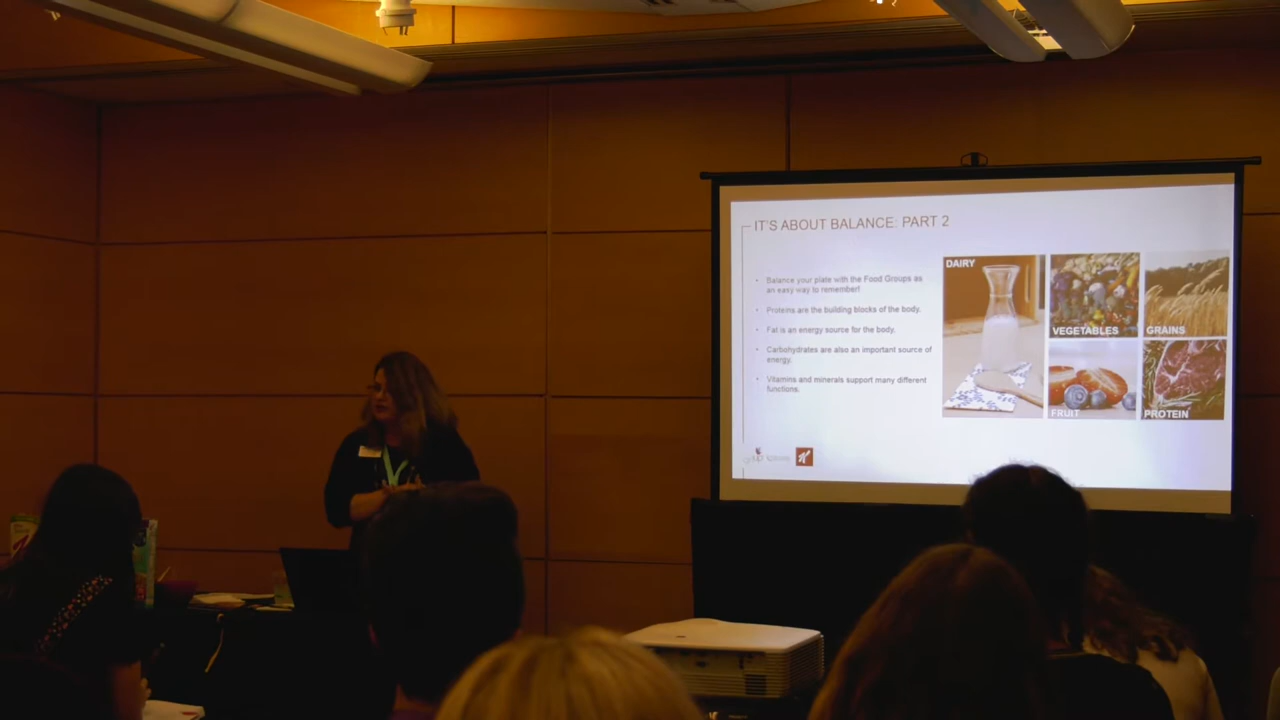 IT'S ABOUT BALANCE: PART 2
Balance your plate with the Food Groups as
an easy way to remember!
Proteins are the building blocks of the body.
Fat is an energy source for the body.
Carbohydrates are also an important source of
energy.
Vitamins and minerals support many different
functions.
DAIRY
VEGETABLES
GRAINS
FRUIT
PROTEIN